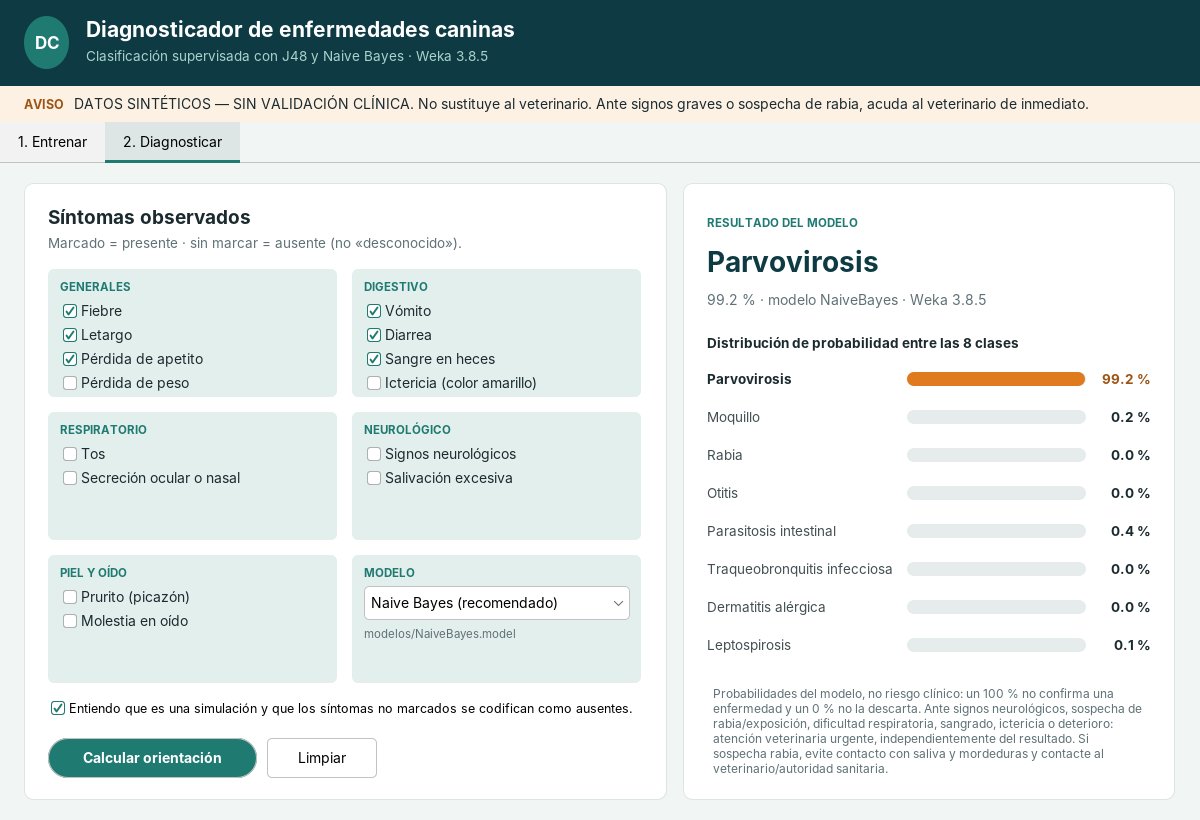 DC
Diagnosticador de enfermedades caninas
Clasificación supervisada con J48 y Naive Bayes · Weka 3.8.5
AVISO DATOS SINTÉTICOS — SIN VALIDACIÓN CLÍNICA. No sustituye al veterinario. Ante signos graves o sospecha de rabia, acuda al veterinario de inmediato.
1. Entrenar
2. Diagnosticar
Síntomas observados
Marcado = presente · sin marcar = ausente (no «desconocido»).
GENERALES
Fiebre
Letargo
Pérdida de apetito
Pérdida de peso
DIGESTIVO
Vómito
Diarrea
Sangre en heces
Ictericia (color amarillo)
RESPIRATORIO
Tos
Secreción ocular o nasal
NEUROLÓGICO
Signos neurológicos
Salivación excesiva
PIEL Y OÍDO
Prurito (picazón)
Molestia en oído
MODELO
Naive Bayes (recomendado)
modelos/NaiveBayes.model
Entiendo que es una simulación y que los síntomas no marcados se codifican como ausentes.
Calcular orientación
Limpiar
RESULTADO DEL MODELO
Parvovirosis
99.2 % · modelo NaiveBayes · Weka 3.8.5
Distribución de probabilidad entre las 8 clases
Parvovirosis 99.2 %
Moquillo 0.2 %
Rabia 0.0 %
Otitis 0.0 %
Parasitosis intestinal 0.4 %
Traqueobronquitis infecciosa 0.0 %
Dermatitis alérgica 0.0 %
Leptospirosis 0.1 %
Probabilidades del modelo, no riesgo clínico: un 100 % no confirma una
enfermedad y un 0 % no la descarta. Ante signos neurológicos, sospecha de
rabia/exposición, dificultad respiratoria, sangrado, ictericia o deterioro:
atención veterinaria urgente, independientemente del resultado. Si
sospecha rabia, evite contacto con saliva y mordeduras y contacte al
veterinario/autoridad sanitaria.